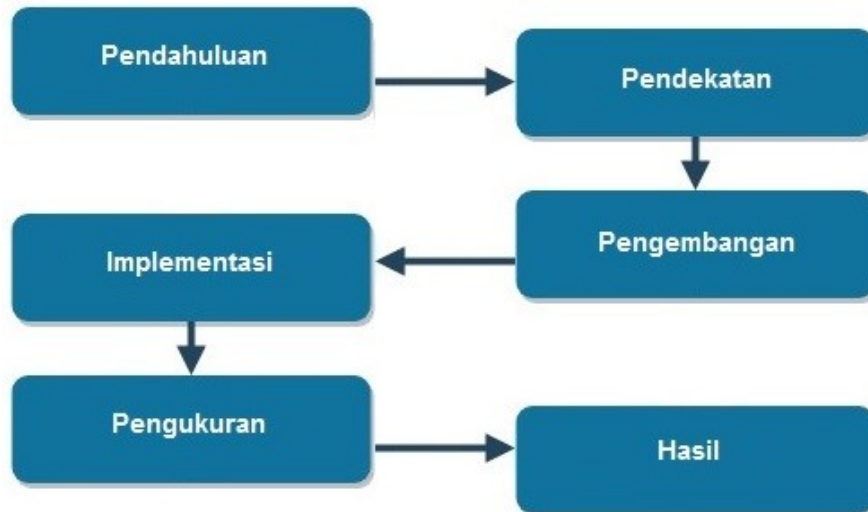 Pendahuluan
Pendekatan
Pengembangan
Implementasi
Pengukuran
Hasil